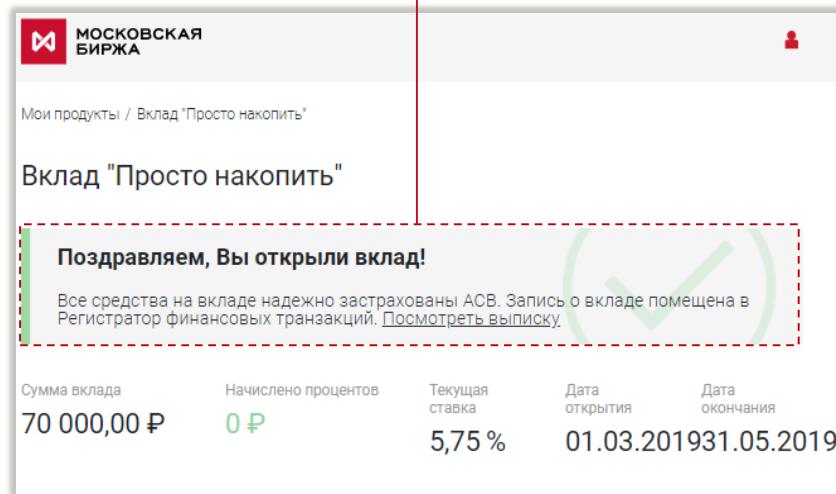 МОСКОВСКАЯ
БИРЖА
Мои продукты / Вклад "Просто накопить"
Вклад "Просто накопить"
Поздравляем, Вы открыли вклад!
Все средства на вкладе надежно застрахованы АСВ. Запись о вкладе помещена в
Регистратор финансовых транзакций. Посмотреть выписку
Сумма вклада
70 000,00 ₽
Начислено процентов
0 ₽
Текущая
ставка
5,75 %
Дата
открытия
01.03.2019
Дата
окончания
31.05.2019